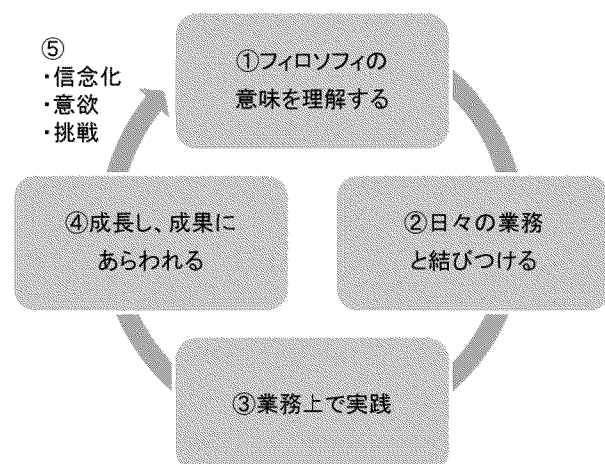 ⑤
・信念化
・意欲
・挑戦
①フィロソフィの
意味を理解する
②日々の業務
と結びつける
③業務上で実践
④成長し、成果に
あらわれる